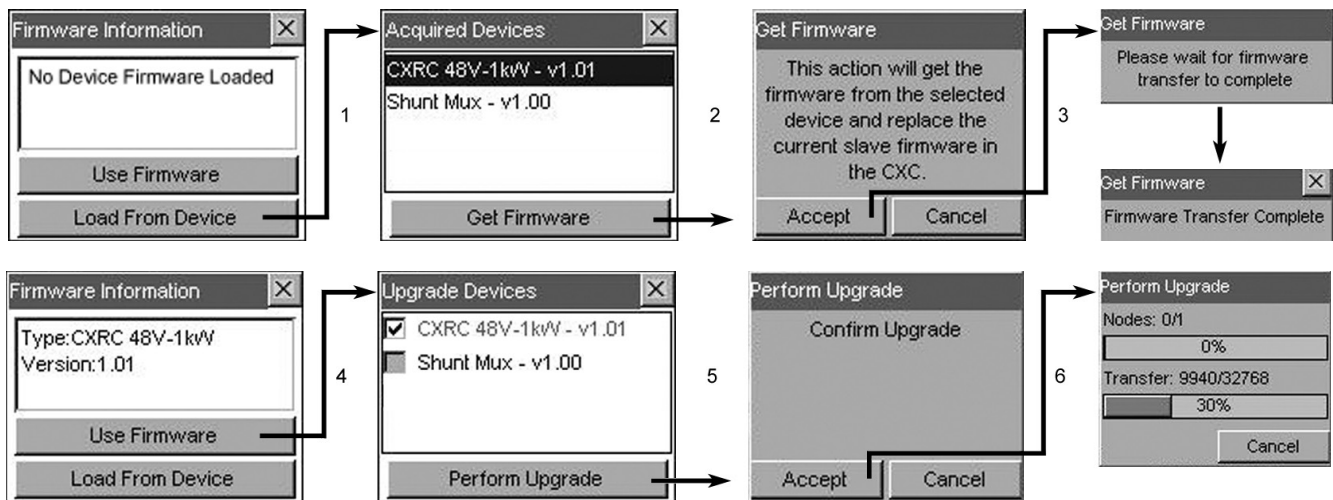 Firmware Information
No Device Firmware Loaded
Use Firmware
Load From Device
1
Acquired Devices
CXRC 48V-1kW - v1.01
Shunt Mux - v1.00
Get Firmware
2
Get Firmware
This action will get the
firmware from the selected
device and replace the
current slave firmware in
the CXC.
Accept
Cancel
3
Get Firmware
Please wait for firmware
transfer to complete
Get Firmware
Firmware Transfer Complete
Firmware Information
Type:CXRC 48V-1kW
Version:1.01
Use Firmware
Load From Device
4
Upgrade Devices
CXRC 48V-1kW - v1.01
Shunt Mux - v1.00
Perform Upgrade
5
Perform Upgrade
Confirm Upgrade
Accept
Cancel
6
Perform Upgrade
Nodes: 0/1
0%
Transfer: 9940/32768
30%
Cancel